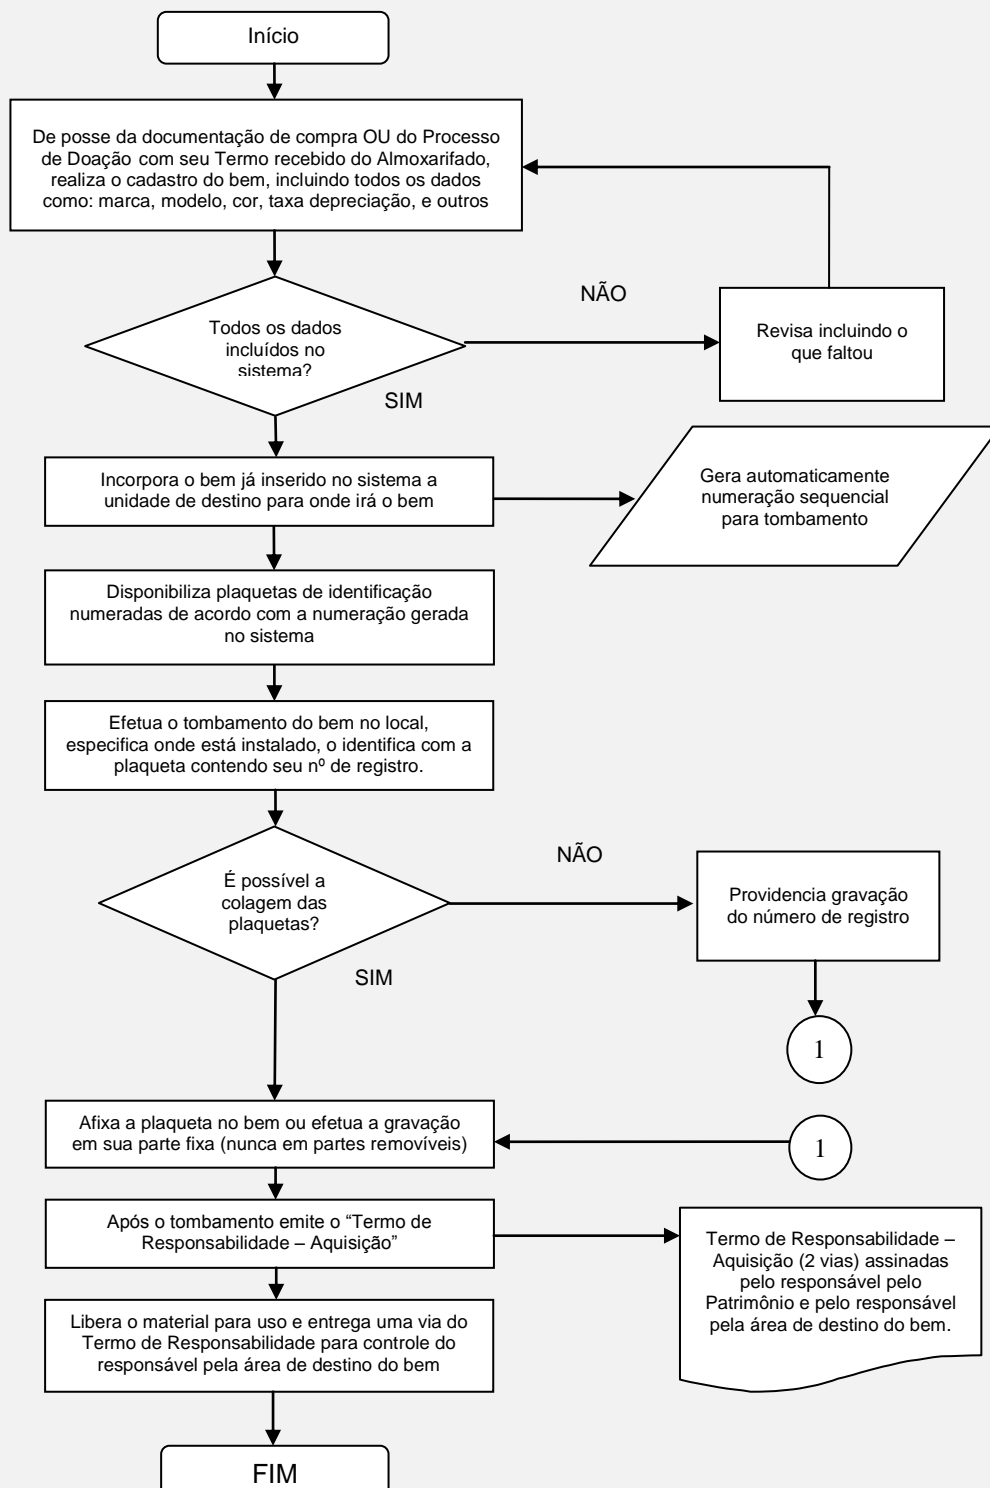 Início
De posse da documentação de compra OU do Processo
de Doação com seu Termo recebido do Almoxarifado,
realiza o cadastro do bem, incluindo todos os dados
como: marca, modelo, cor, taxa depreciação, e outros
Todos os dados
incluídos no
sistema?
NÃO
Revisa incluindo o
que faltou
SIM
Incorpora o bem já inserido no sistema a
unidade de destino para onde irá o bem
Gera automaticamente
numeração sequencial
para tombamento
Disponibiliza plaquetas de identificação
numeradas de acordo com a numeração gerada
no sistema
Efetua o tombamento do bem no local,
especifica onde está instalado, o identifica com a
plaqueta contendo seu nº de registro.
É possível a
colagem das
plaquetas?
NÃO
Providencia gravação
do número de registro
SIM
1
Afixa a plaqueta no bem ou efetua a gravação
em sua parte fixa (nunca em partes removíveis)
1
Após o tombamento emite o “Termo de
Responsabilidade – Aquisição”
Termo de Responsabilidade –
Aquisição (2 vias) assinadas
pelo responsável pelo
Patrimônio e pelo responsável
pela área de destino do bem.
Libera o material para uso e entrega uma via do
Termo de Responsabilidade para controle do
responsável pela área de destino do bem
FIM